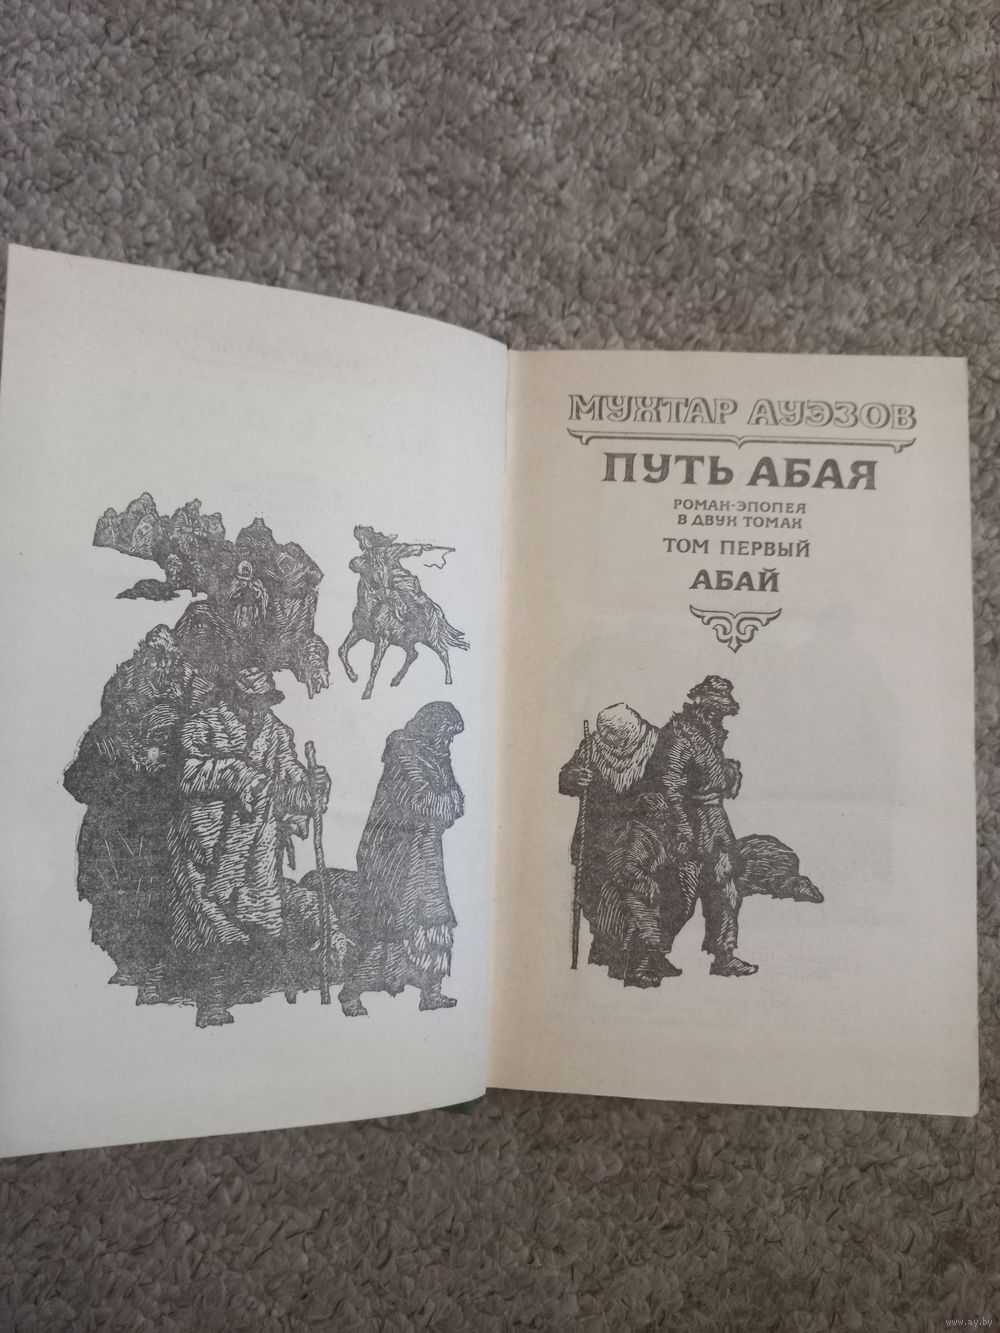 МУХТАР АУЭЗОВ
ПУТЬ АБАЯ
РОМАН-ЭПОПЕЯ
В ДВУХ ТОМАХ
ТОМ ПЕРВЫЙ
АБАЙ
www.ay.by